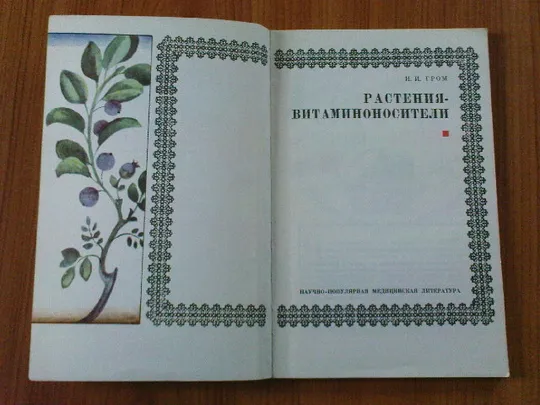 И. И. ГРОМ
РАСТЕНИЯ-
ВИТАМИНОНОСИТЕЛИ
НАУЧНО-ПОПУЛЯРНАЯ МЕДИЦИНСКАЯ ЛИТЕРАТУРА